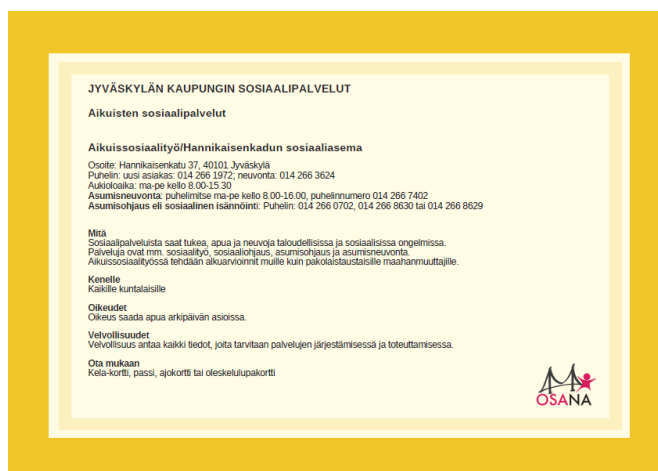 JYVÄSKYLÄN KAUPUNGIN SOSIAALIPALVELUT
Aikuisten sosiaalipalvelut
Aikuissosiaalityö/Hannikaisenkadun sosiaaliasema
Osoite: Hannikaisenkatu 37, 40101 Jyväskylä
Puhelin: uusi asiakas: 014 266 1972; neuvonta: 014 266 3624
Aukioloaika: ma-pe kello 8.00-15.30
Asumisneuvonta: puhelimitse ma-pe kello 8.00-16.00, puhelinnumero 014 266 7402
Asumisohjaus eli sosiaalinen isännöinti: Puhelin: 014 266 0702, 014 266 8630 tai 014 266 8629
Mitä
Sosiaalipalveluista saat tukea, apua ja neuvoja taloudellisissa ja sosiaalisissa ongelmissa.
Palveluja ovat mm. sosiaalityö, sosiaaliohjaus, asumisohjaus ja asumisneuvonta.
Aikuissosiaalityössä tehdään alkuarvioinnit muille kuin pakolaistaustaisille maahanmuuttajille.
Kenelle
Kaikille kuntalaisille
Oikeudet
Oikeus saada apua arkipäivän asioissa.
Velvollisuudet
Velvollisuus antaa kaikki tiedot, joita tarvitaan palvelujen järjestämisessä ja toteuttamisessa.
Ota mukaan
Kela-kortti, passi, ajokortti tai oleskelulupakortti
OSANA